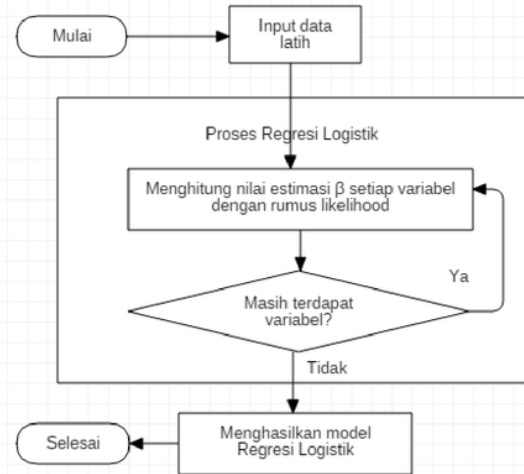 Mulai
Input data
latih
Proses Regresi Logistik
Menghitung nilai estimasi β setiap variabel
dengan rumus likelihood
Ya
Masih terdapat
variabel?
Tidak
Menghasilkan model
Regresi Logistik
Selesai